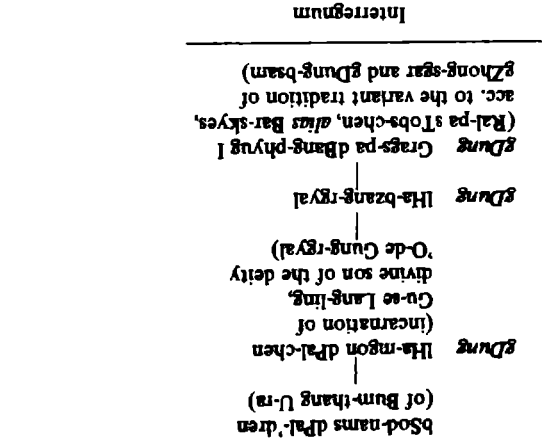 bSod-nams dPal-'dren
(of Bum-thang U-ra)
gDung lHa-mgon dPal-chen
(incarnation of
Gu-se Lang-ling,
divine son of the deity
'O-de Gung-rgyal)
gDung lHa-bzang-rgyal
gDung Grags-pa dBang-phyug I
(Ral-pa sTobs-chen, alias Bar-skyes,
acc. to the variant tradition of
gZhong-sgar and gDung-bsam)
Interregnum